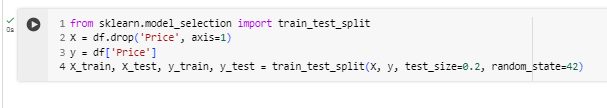 1 from sklearn.model_selection import train_test_split
0s 2 X = df.drop('Price', axis=1)
3 y = df['Price']
4 X_train, X_test, y_train, y_test = train_test_split(X, y, test_size=0.2, random_state=42)